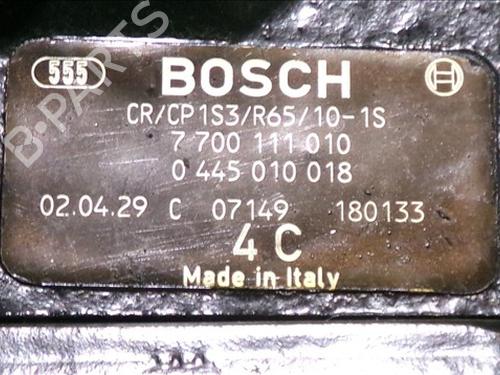 555 BOSCH
CR/CP1S3/R65/10-1S
7 700 111 010
0 445 010 018
02.04.29 C 07149 180133
4 C
Made in Italy
B-PARTS